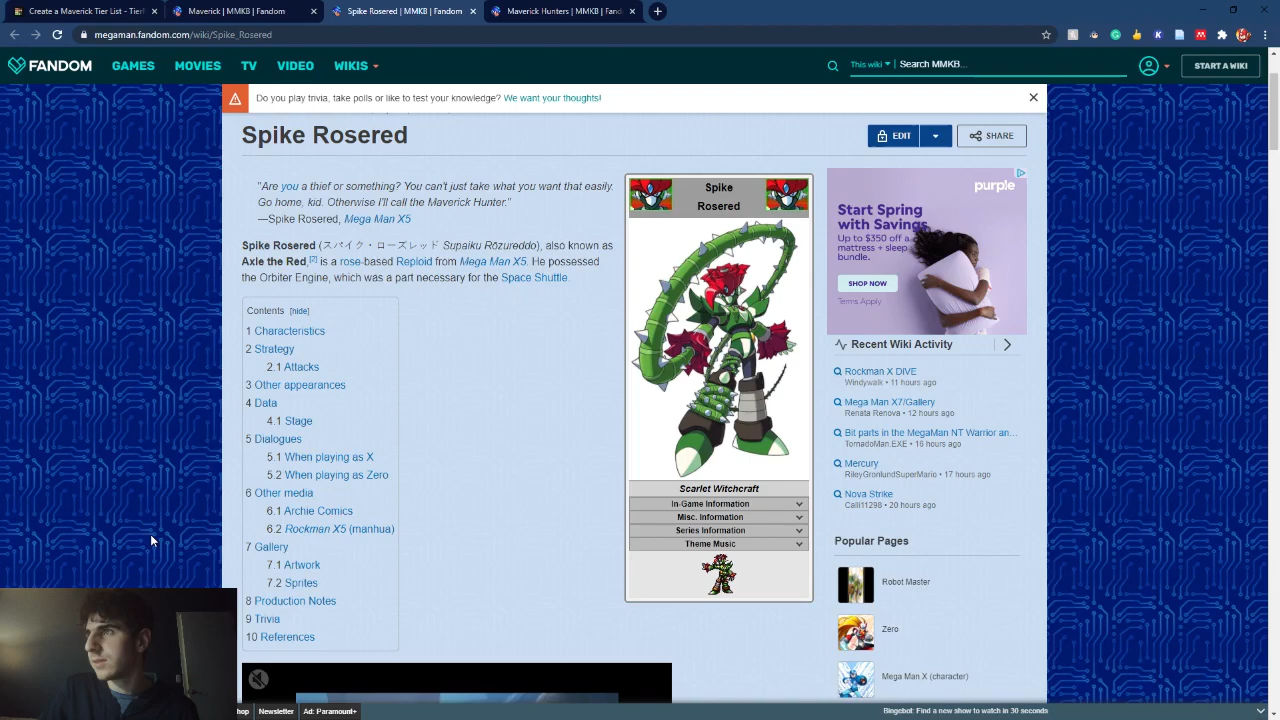 Create a Maverick Tier List - Tier
Maverick | MMKB | Fandom
Spike Rosered | MMKB | Fandom
Maverick Hunters | MMKB | Fand
megaman.fandom.com/wiki/Spike_Rosered
FANDOM GAMES MOVIES TV VIDEO WIKIS This wiki Search MMKB... START A WIKI
Do you play trivia, take polls or like to test your knowledge? We want your thoughts!
Spike Rosered
EDIT SHARE
"Are you a thief or something? You can't just take what you want that easily.
Go home now. Otherwise I'll call the Maverick Hunter."
—Spike Rosered, Mega Man X5
Spike Rosered (スパイク・ローズレッド Supaiku Rōzureddo), also known as
Axle the Red,[2] is a rose-based Reploid from Mega Man X5. He possessed
the Orbiter Engine, which was a part necessary for the Space Shuttle.
Contents [hide]
1 Characteristics
2 Strategy
2.1 Attacks
3 Other appearances
4 Data
4.1 Stage
5 Dialogues
5.1 When playing as X
5.2 When playing as Zero
6 Other media
6.1 Archie Comics
6.2 Rockman X5 (manhua)
7 Gallery
7.1 Artwork
7.2 Sprites
8 Production Notes
9 Trivia
10 References
Spike
Rosered
Scarlet Witchcraft
In-Game Information
Misc. Information
Series Information
Theme Music
purple
Start Spring
with Savings
Up to $350 off a
mattress + sleep
bundle.
SHOP NOW
Terms Apply
Recent Wiki Activity
Rockman X DIVE
Windywalk • 11 hours ago
Mega Man X7/Gallery
Renata Renova • 12 hours ago
Bit parts in the MegaMan NT Warrior an...
TornadoMan.EXE • 16 hours ago
Mercury
RileyGronlundSuperMario • 17 hours ago
Nova Strike
Calli11298 • 20 hours ago
Popular Pages
Robot Master
Zero
Mega Man X (character)
hop Newsletter Ad: Paramount+ Bingebot: Find a new show to watch in 30 seconds